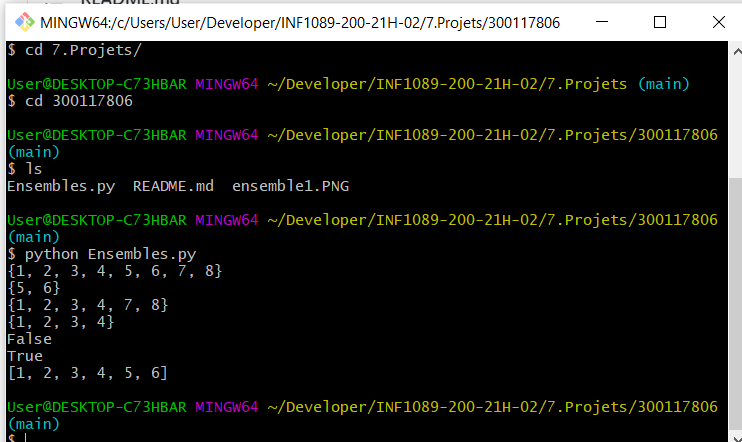 README.md
MINGW64:/c/Users/User/Developer/INF1089-200-21H-02/7.Projets/300117806
$ cd 7.Projets/
User@DESKTOP-C73HBAR MINGW64 ~/Developer/INF1089-200-21H-02/7.Projets (main)
$ cd 300117806
User@DESKTOP-C73HBAR MINGW64 ~/Developer/INF1089-200-21H-02/7.Projets/300117806
(main)
$ ls
Ensembles.py  README.md  ensemble1.PNG
User@DESKTOP-C73HBAR MINGW64 ~/Developer/INF1089-200-21H-02/7.Projets/300117806
(main)
$ python Ensembles.py
{1, 2, 3, 4, 5, 6, 7, 8}
{5, 6}
{1, 2, 3, 4, 7, 8}
{1, 2, 3, 4}
False
True
[1, 2, 3, 4, 5, 6]
User@DESKTOP-C73HBAR MINGW64 ~/Developer/INF1089-200-21H-02/7.Projets/300117806
(main)
$